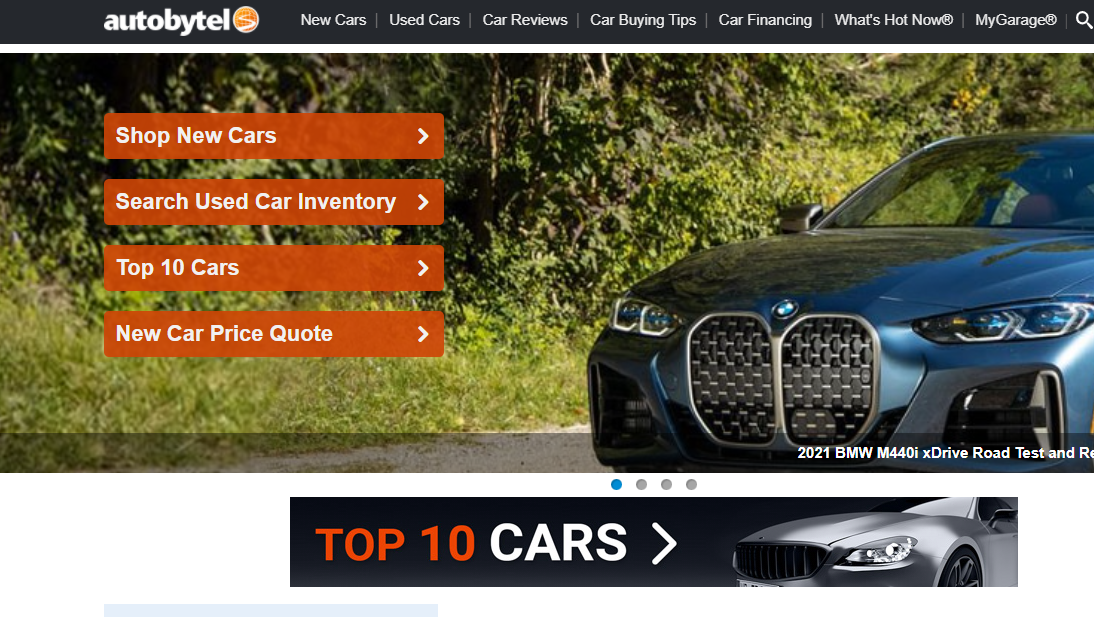 autobytel
New Cars | Used Cars | Car Reviews | Car Buying Tips | Car Financing | What's Hot Now® | MyGarage® |
Shop New Cars
Search Used Car Inventory
Top 10 Cars
New Car Price Quote
2021 BMW M440i xDrive Road Test and Re
TOP 10 CARS